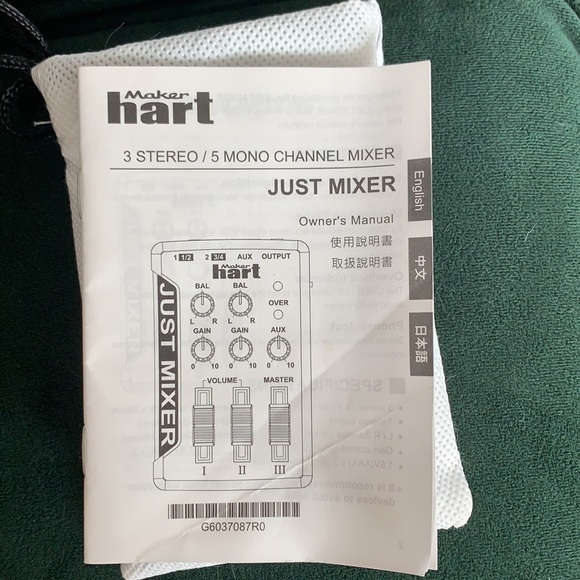 Maker
hart
3 STEREO / 5 MONO CHANNEL MIXER
JUST MIXER
Owner's Manual
使用説明書
取扱説明書
English
中文
日本語
1 1/2 2 3/4 AUX OUTPUT
Maker
hart
BAL BAL
L R L R OVER
GAIN GAIN AUX
0 10 0 10 0 10
VOLUME MASTER
I II III
JUST MIXER
G6037087R0